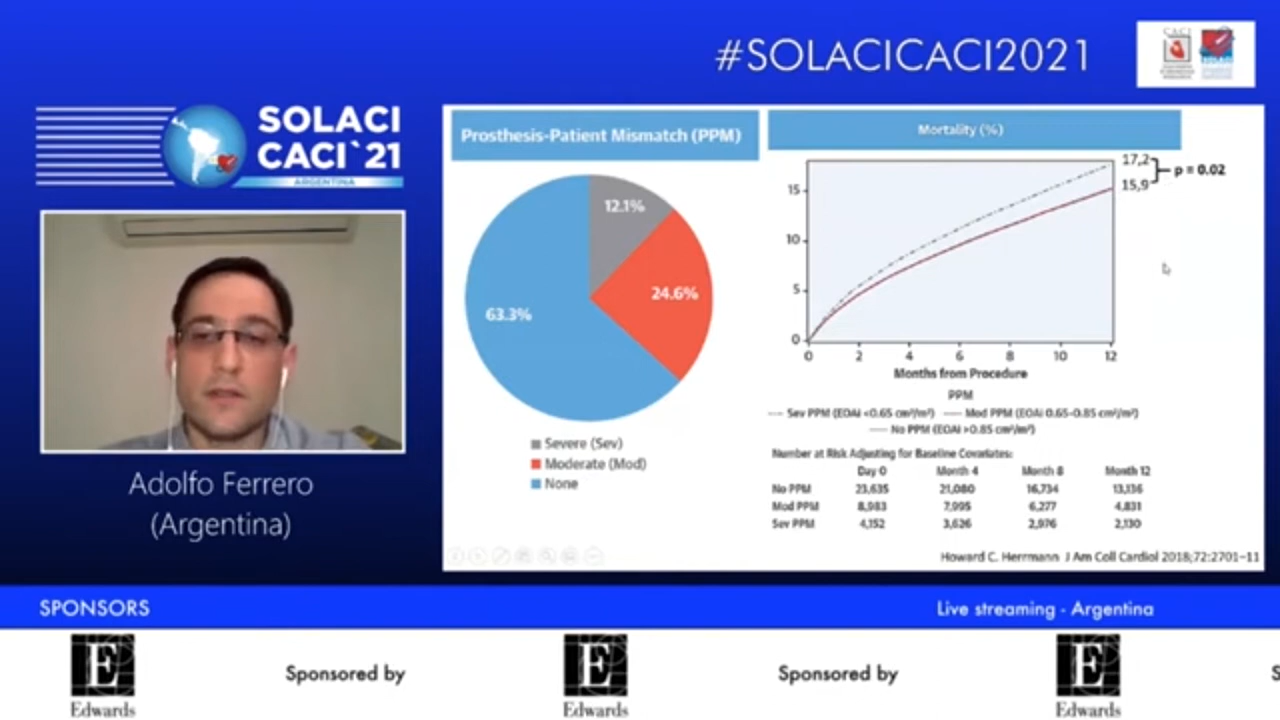 #SOLACICACI2021
CACI
SOLACI
CACI`21
ARGENTINA
Adolfo Ferrero
(Argentina)
Prosthesis-Patient Mismatch (PPM)
12.1%
24.6%
63.3%
Severe (Sev)
Moderate (Mod)
None
Mortality (%)
17,2
15,9
p = 0.02
15
10
5
0
0 2 4 6 8 10 12
Months from Procedure
PPM
Sev PPM (EOAi <0.65 cm²/m²) Mod PPM (EOAi 0.65-0.85 cm²/m²)
No PPM (EOAi >0.85 cm²/m²)
Number at Risk Adjusting for Baseline Covariates:
Day 0 Month 4 Month 8 Month 12
No PPM 23,635 21,080 16,734 13,136
Mod PPM 8,983 7,995 6,277 4,831
Sev PPM 4,152 3,626 2,976 2,130
Howard C. Herrmann J Am Coll Cardiol 2018;72:2701–11
SPONSORS
Live streaming - Argentina
E Edwards
Sponsored by
E Edwards
Sponsored by
E Edwards
S